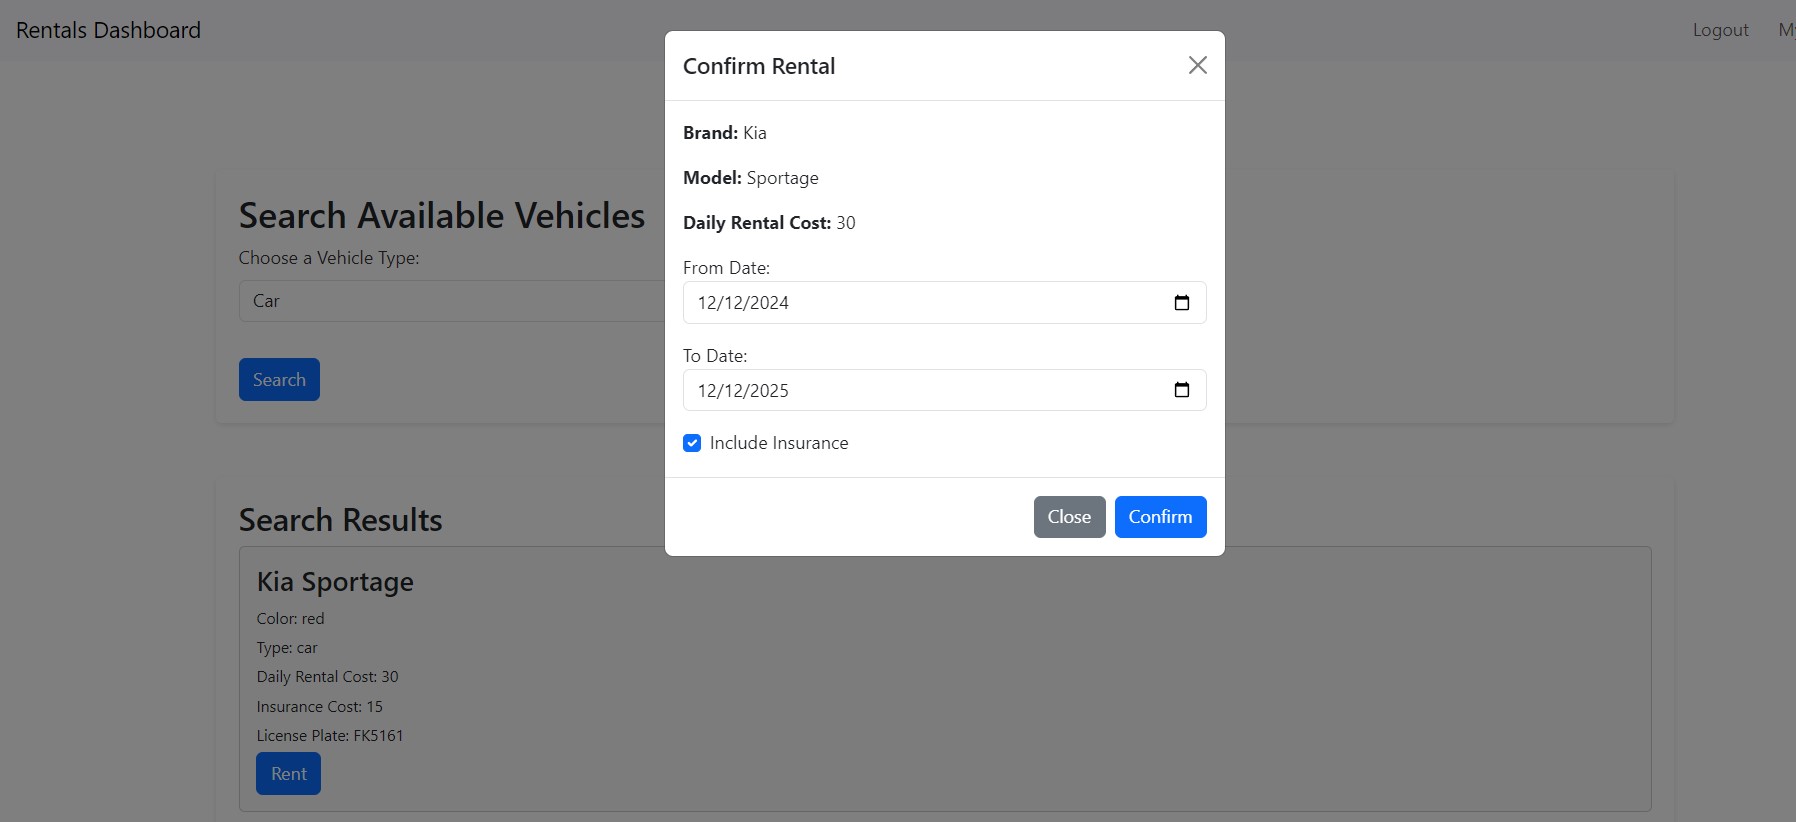 Rentals Dashboard
Logout
Confirm Rental
Brand: Kia
Model: Sportage
Daily Rental Cost: 30
From Date:
12/12/2024
To Date:
12/12/2025
Include Insurance
Close
Confirm
Search Available Vehicles
Choose a Vehicle Type:
Car
Search
Search Results
Kia Sportage
Color: red
Type: car
Daily Rental Cost: 30
Insurance Cost: 15
License Plate: FK5161
Rent